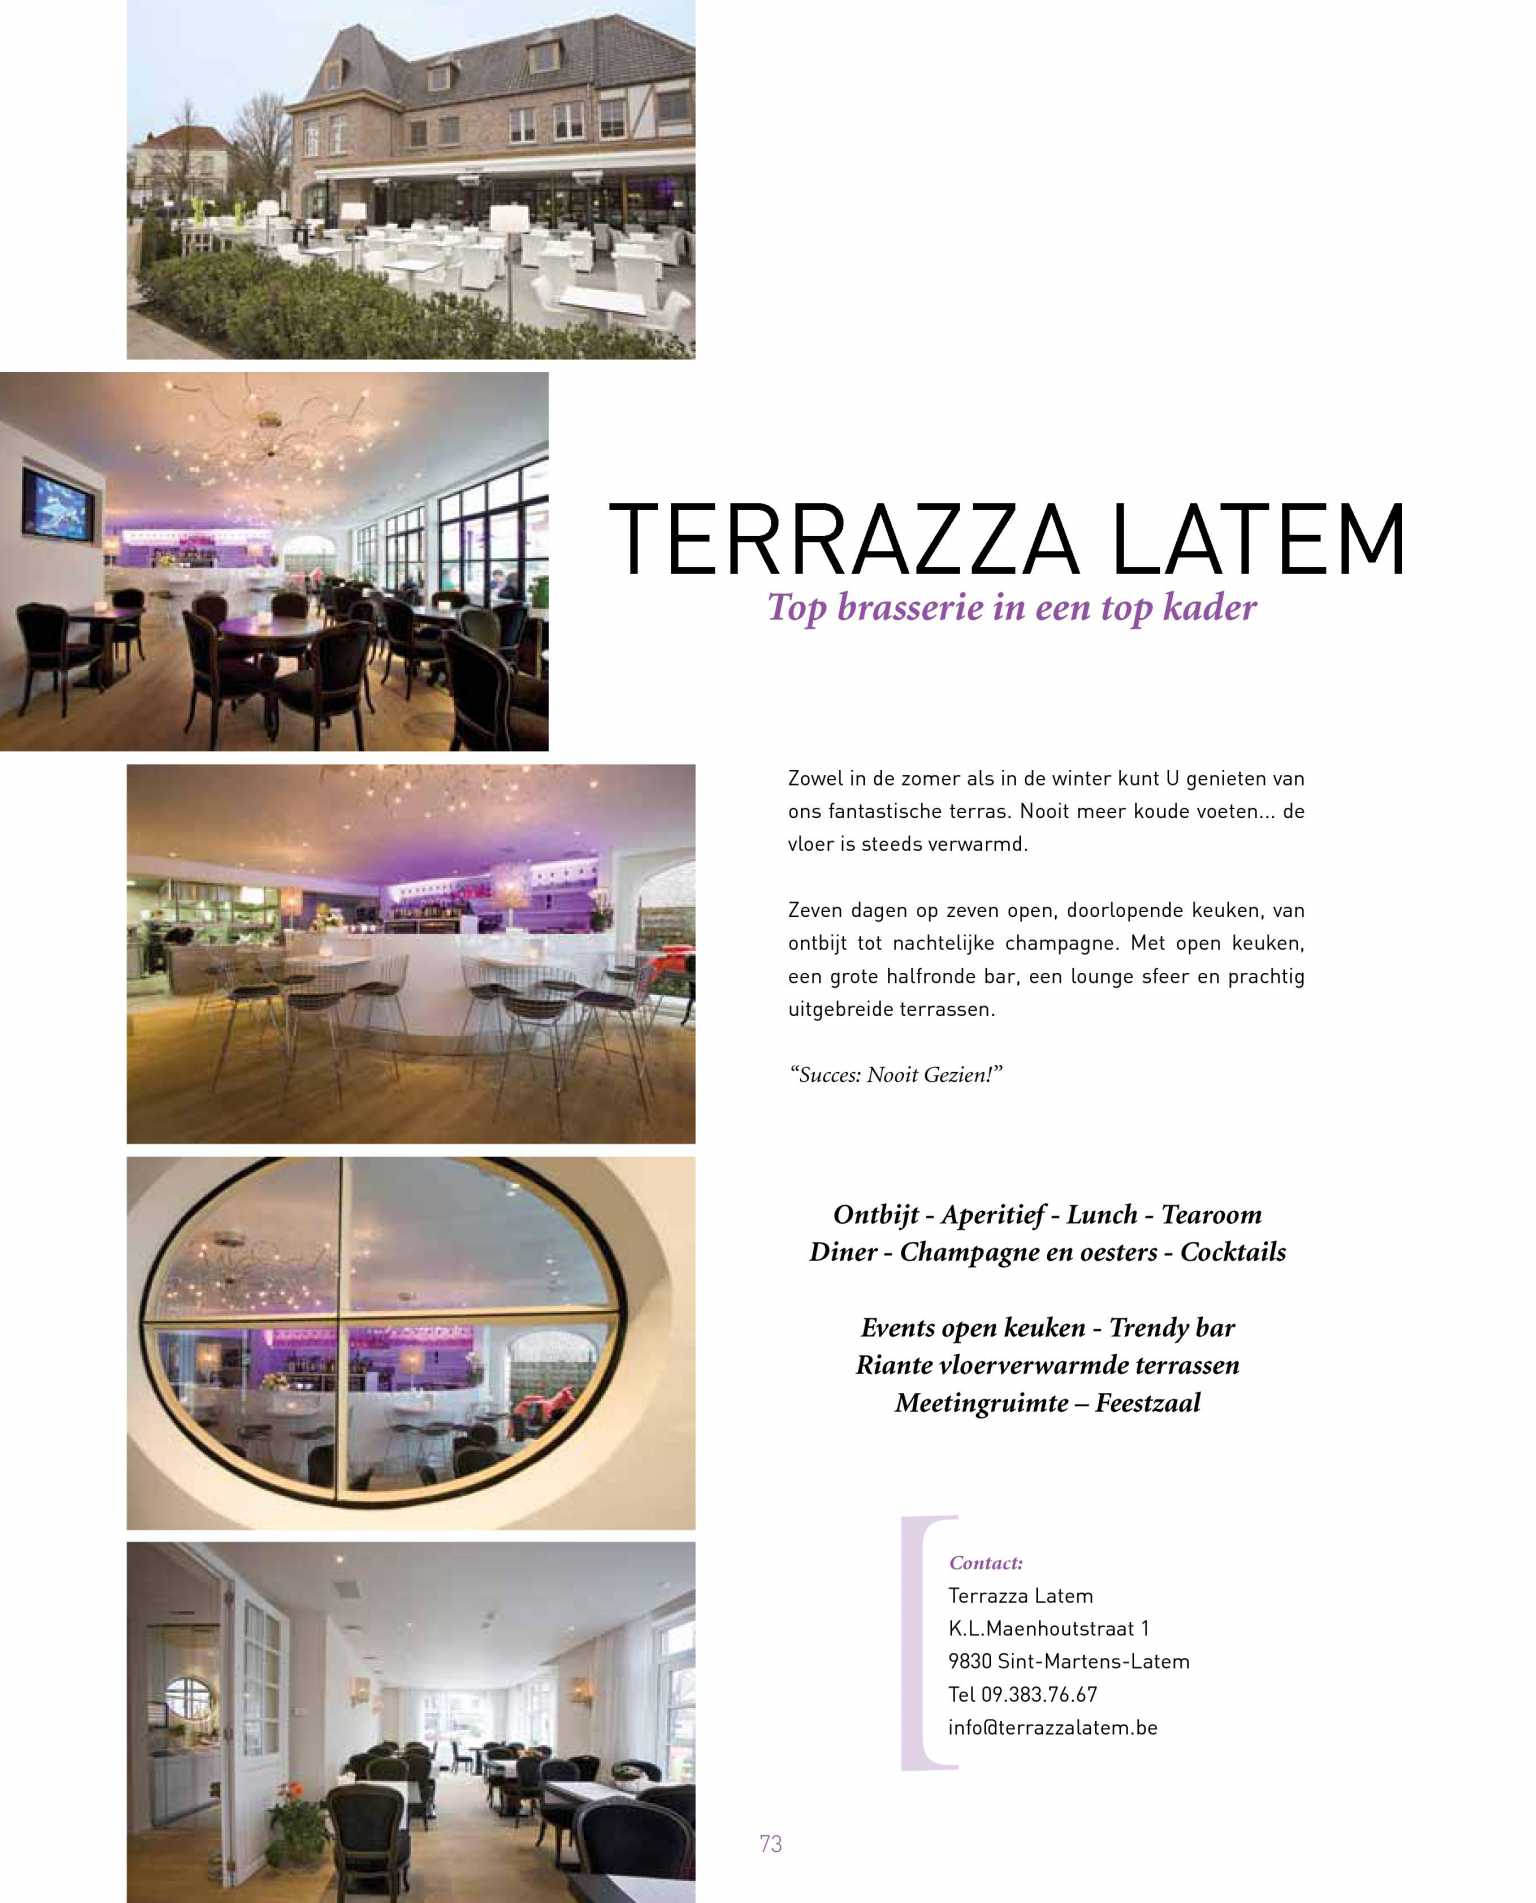 TERRAZZA LATEM
Top brasserie in een top kader
Zowel in de zomer als in de winter kunt U genieten van
ons fantastische terras. Nooit meer koude voeten... de
vloer is steeds verwarmd.
Zeven dagen op zeven open, doorlopende keuken, van
ontbijt tot nachtelijke champagne. Met open keuken,
een grote halfronde bar, een lounge sfeer en prachtig
uitgebreide terrassen.
“Succes: Nooit Gezien!”
Ontbijt - Aperitief - Lunch - Tearoom
Diner - Champagne en oesters - Cocktails
Events open keuken - Trendy bar
Riante vloerverwarmde terrassen
Meetingruimte – Feestzaal
Contact:
Terrazza Latem
K.L.Maenhoutstraat 1
9830 Sint-Martens-Latem
Tel 09.383.76.67
info@terrazzalatem.be
73